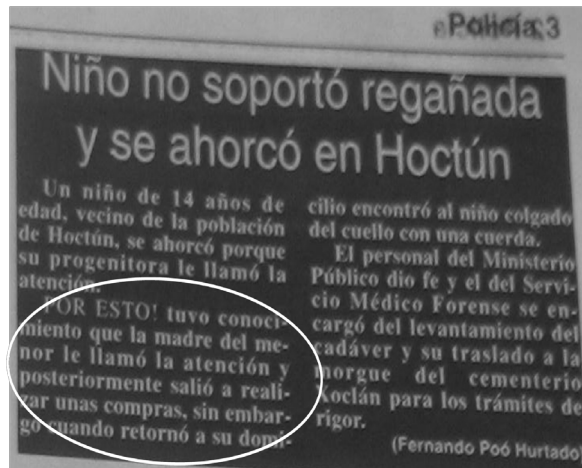 Policía 3
Niño no soportó regañada
y se ahorcó en Hoctún
Un niño de 14 años de
edad, vecino de la población
de Hoctún, se ahorcó porque
su progenitora le llamó la
atención.
POR ESTO! tuvo conoci-
miento que la madre del me-
nor le llamó la atención y
posteriormente salió a reali-
zar unas compras, sin embar-
go cuando retornó a su domi-
cilio encontró al niño colgado
del cuello con una cuerda.
El personal del Ministerio
Público dio fe y el del Servi-
cio Médico Forense se en-
cargó del levantamiento del
cadáver y su traslado a la
morgue del cementerio
Xoclán para los trámites de
rigor.
(Fernando Poó Hurtado